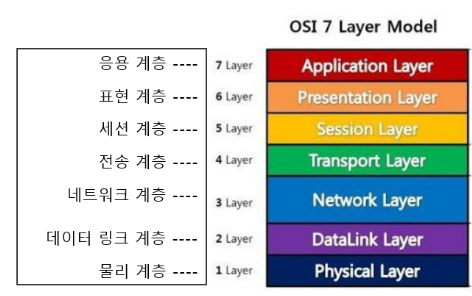 OSI 7 Layer Model
응용 계층 ---- 7 Layer Application Layer
표현 계층 ---- 6 Layer Presentation Layer
세션 계층 ---- 5 Layer Session Layer
전송 계층 ---- 4 Layer Transport Layer
네트워크 계층 ---- 3 Layer Network Layer
데이터 링크 계층 ---- 2 Layer DataLink Layer
물리 계층 ---- 1 Layer Physical Layer